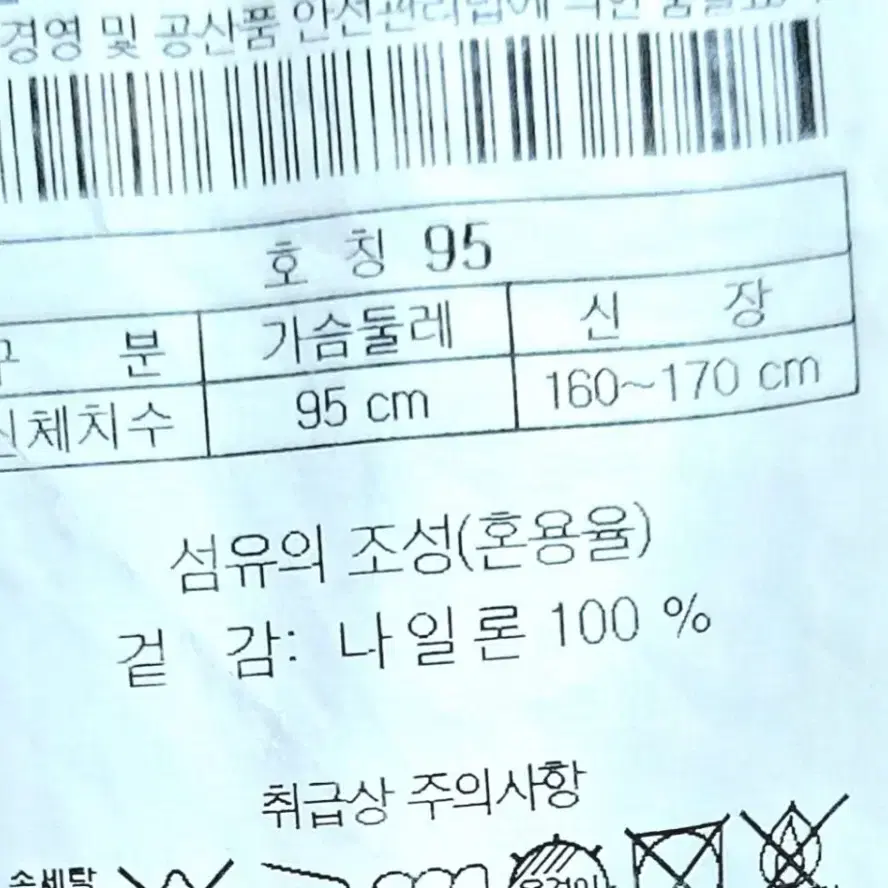 경영 및 공산품 안전관리법에 의한 품질표
호 칭 95
구 분 가슴둘레 신 장
신체치수 95 cm 160~170 cm
섬유의 조성(혼용율)
겉 감: 나일론 100 %
취급상 주의사항
손세탁